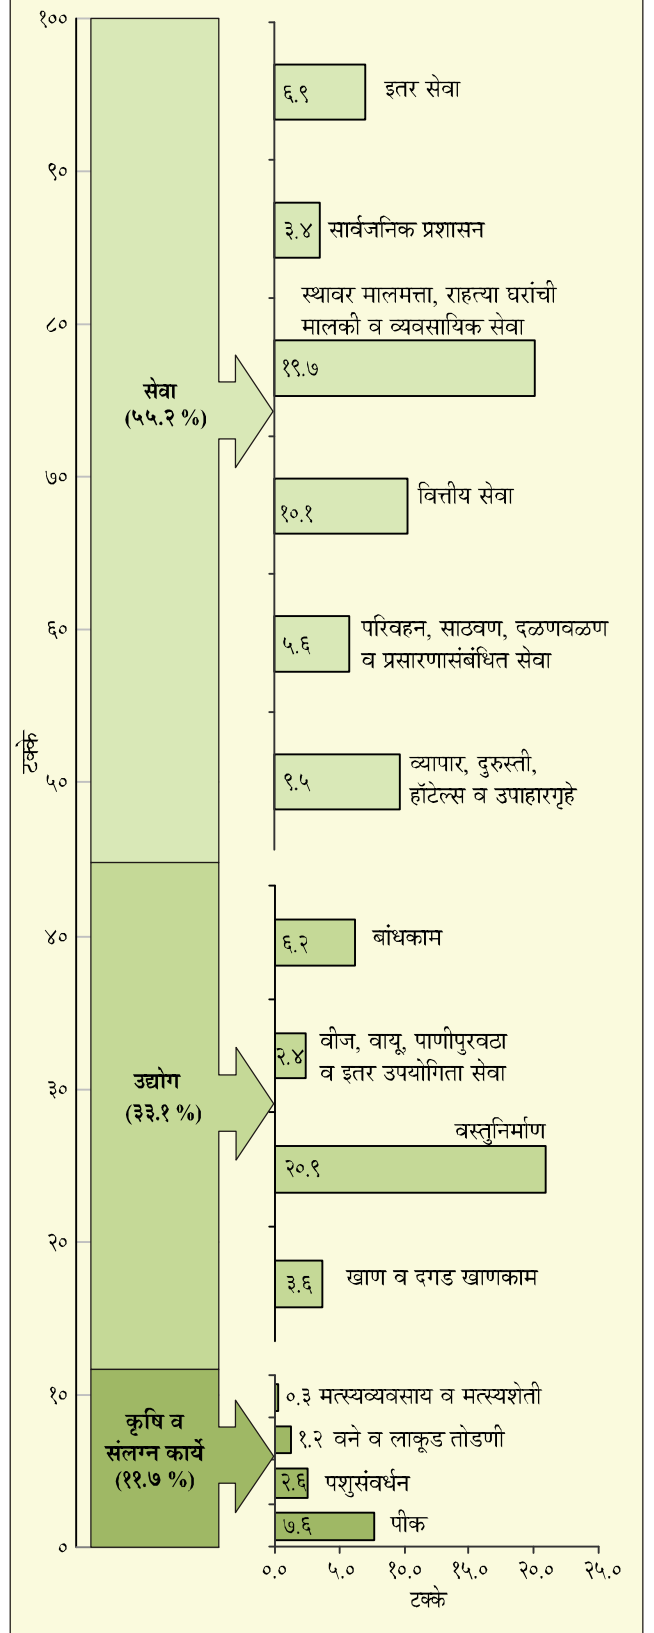 १००
९०
८०
७०
६०
५०
४०
३०
२०
१०
०
टक्के
सेवा
(५५.२ %)
उद्योग
(३३.१ %)
कृषि व
संलग्न कार्ये
(११.७ %)
६.९ इतर सेवा
३.४ सार्वजनिक प्रशासन
स्थावर मालमत्ता, राहत्या घरांची
मालकी व व्यवसायिक सेवा
१९.७
वित्तीय सेवा
१०.१
५.६
परिवहन, साठवण, दळणवळण
व प्रसारणासंबंधित सेवा
९.५
व्यापार, दुरुस्ती,
हॉटेल्स व उपाहारगृहे
६.२ बांधकाम
२.४
वीज, वायू, पाणीपुरवठा
व इतर उपयोगिता सेवा
वस्तुनिर्माण
२०.९
३.६ खाण व दगड खाणकाम
०.३ मत्स्यव्यवसाय व मत्स्यशेती
१.२ वने व लाकूड तोडणी
२.६ पशुसंवर्धन
७.६ पीक
०.० ५.० १०.० १५.० २०.० २५.०
टक्के